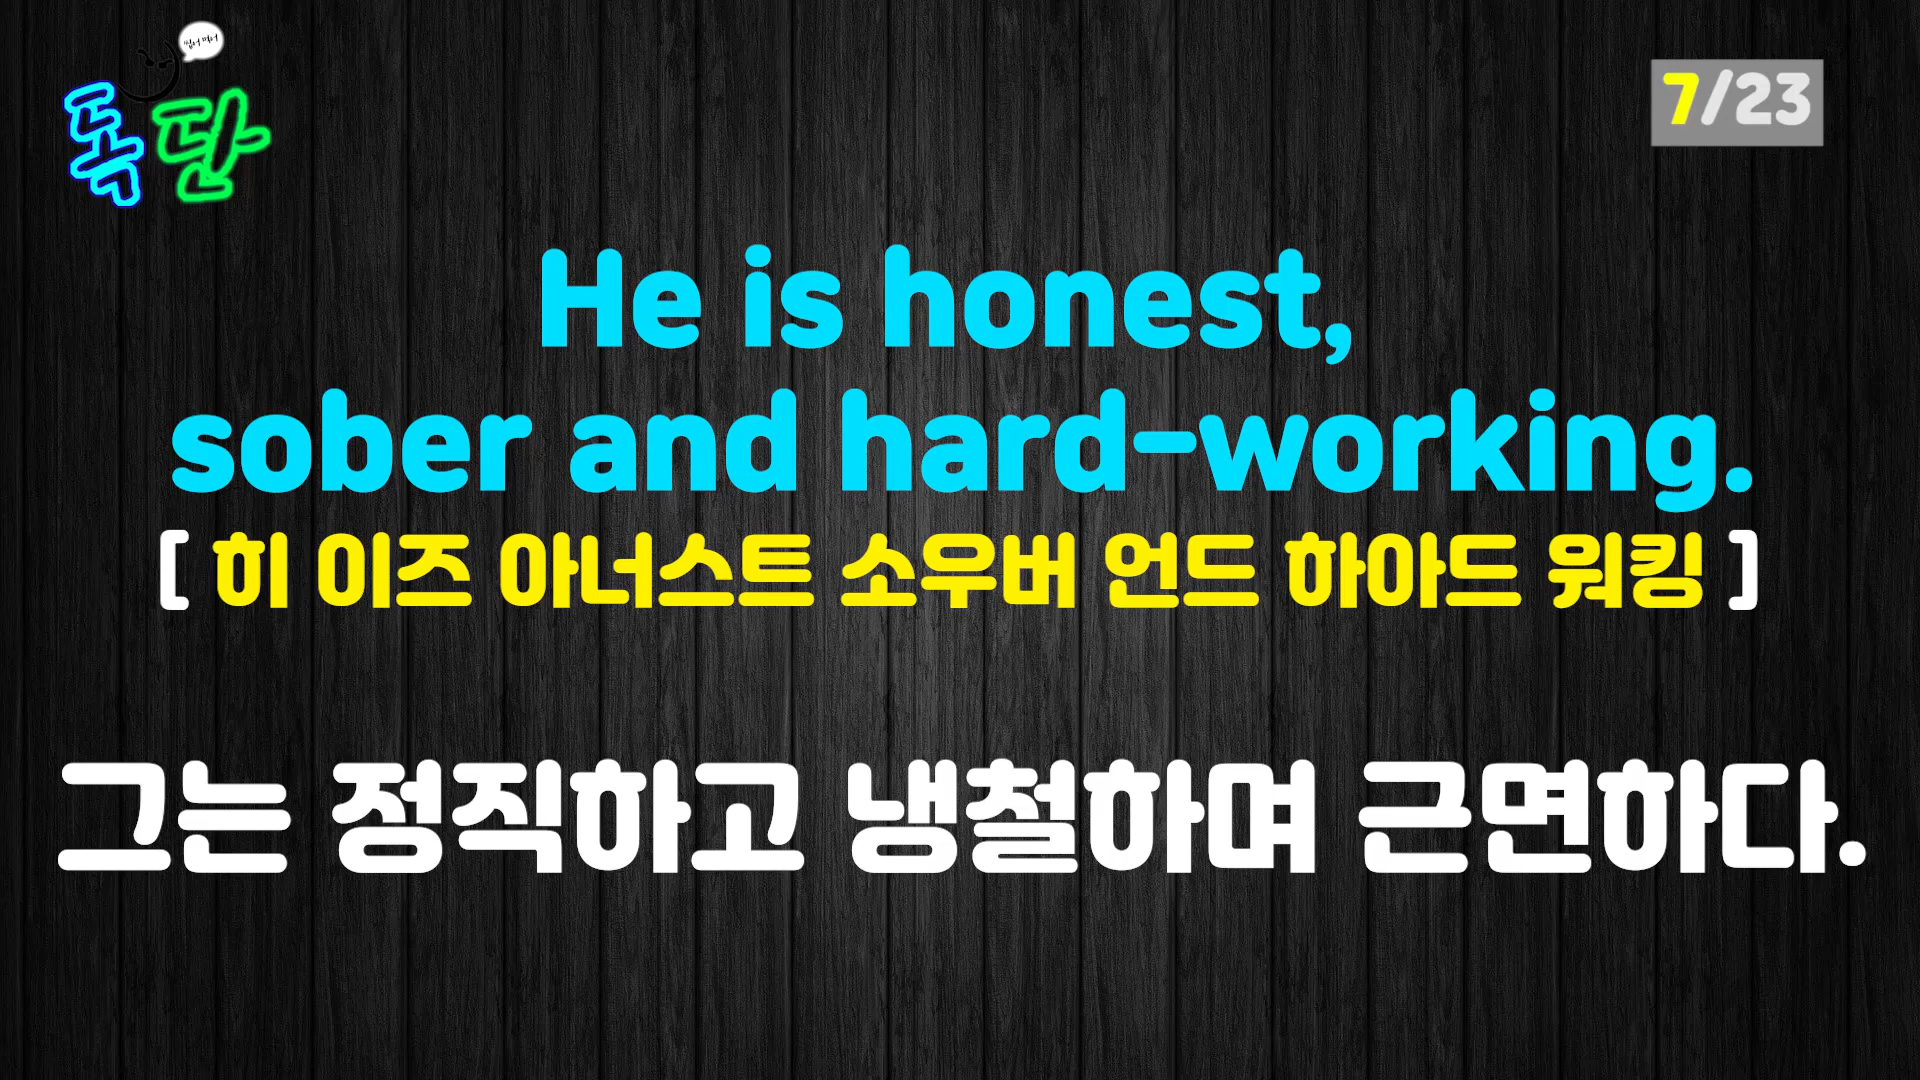 독단
7/23
He is honest,
sober and hard-working.
[ 히 이즈 아너스트 소우버 언드 하아드 워킹 ]
그는 정직하고 냉철하며 근면하다.